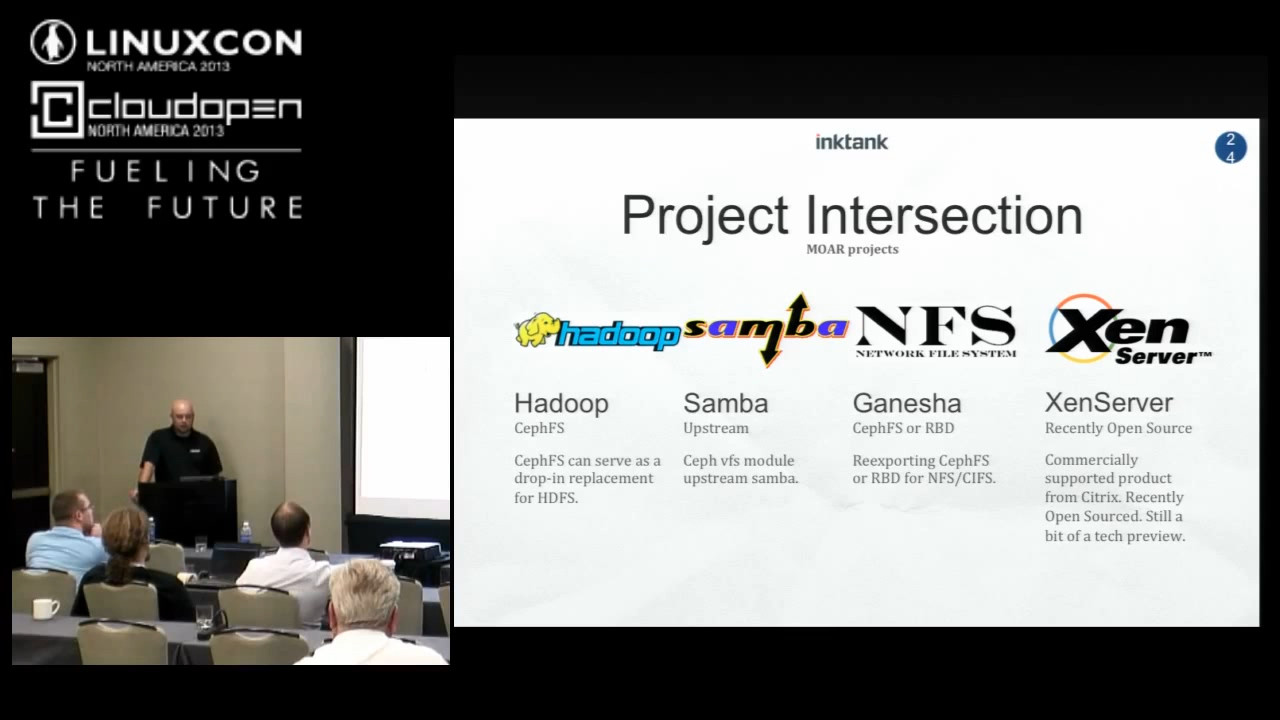 LINUXCON
NORTH AMERICA 2013
cloudopen
NORTH AMERICA 2013
FUELING
THE FUTURE
inktank
2
4
Project Intersection
MOAR projects
hadoop
samba
NFS
NETWORK FILE SYSTEM
Xen
Server™
Hadoop
CephFS
CephFS can serve as a
drop-in replacement
for HDFS.
Samba
Upstream
Ceph vfs module
upstream samba.
Ganesha
CephFS or RBD
Reexporting CephFS
or RBD for NFS/CIFS.
XenServer
Recently Open Source
Commercially
supported product
from Citrix. Recently
Open Sourced. Still a
bit of a tech preview.